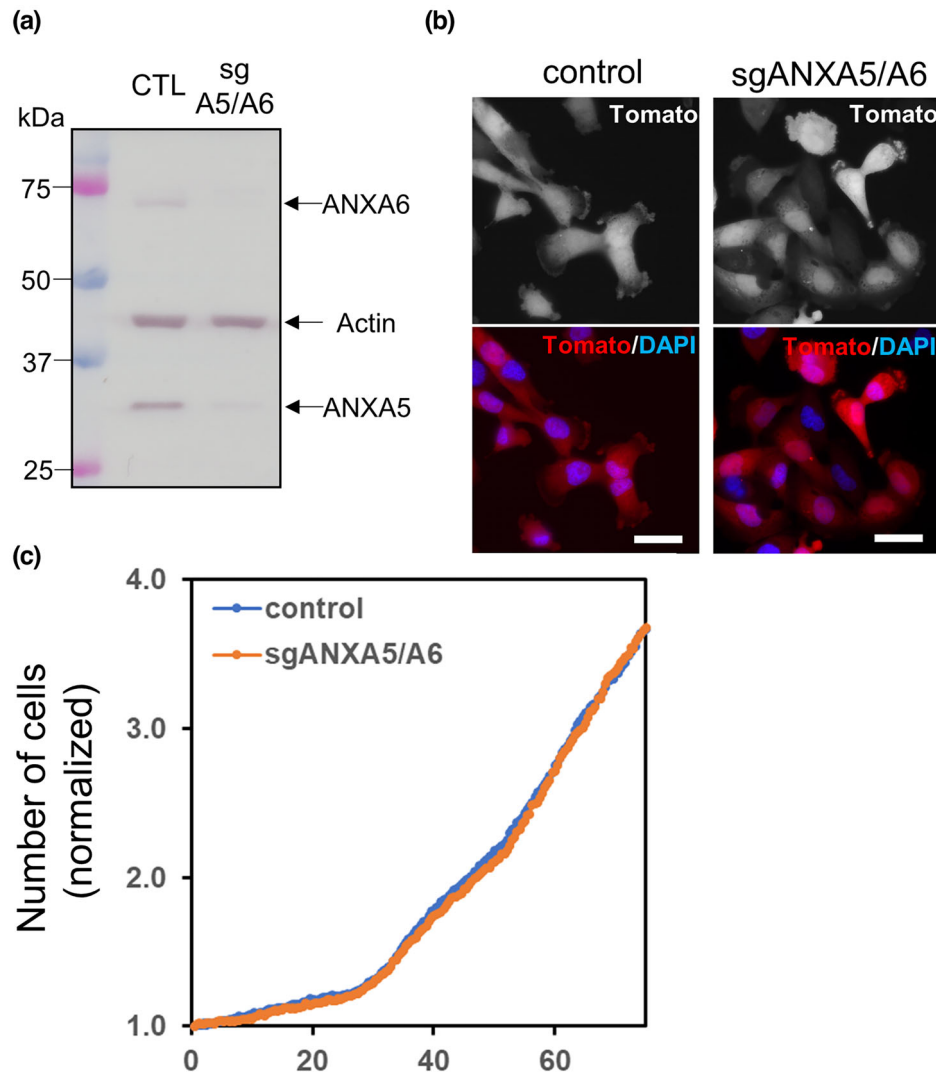 (a)
CTL
sg
A5/A6
kDa
75
50
37
25
ANXA6
Actin
ANXA5
(b)
control
sgANXA5/A6
Tomato
Tomato
Tomato/DAPI
Tomato/DAPI
(c)
4.0
3.0
2.0
1.0
Number of cells
(normalized)
control
sgANXA5/A6
0
20
40
60